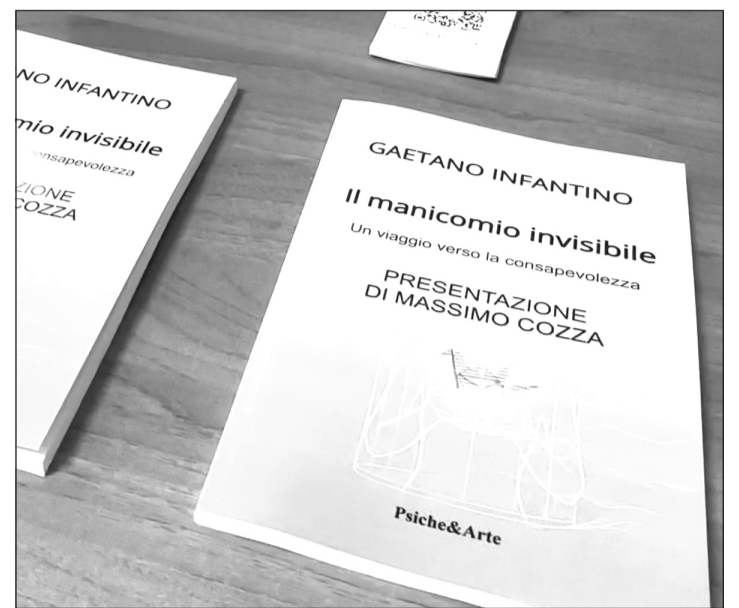 NO INFANTINO
mio invisibile
consapevolezza
ZIONE
COZZA
GAETANO INFANTINO
Il manicomio invisibile
Un viaggio verso la consapevolezza
PRESENTAZIONE
DI MASSIMO COZZA
Psiche&Arte